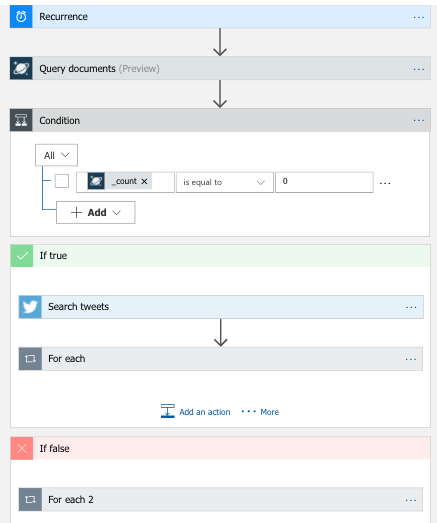 Recurrence
Query documents (Preview)
Condition
All
_count is equal to 0
Add
If true
Search tweets
For each
Add an action More
If false
For each 2